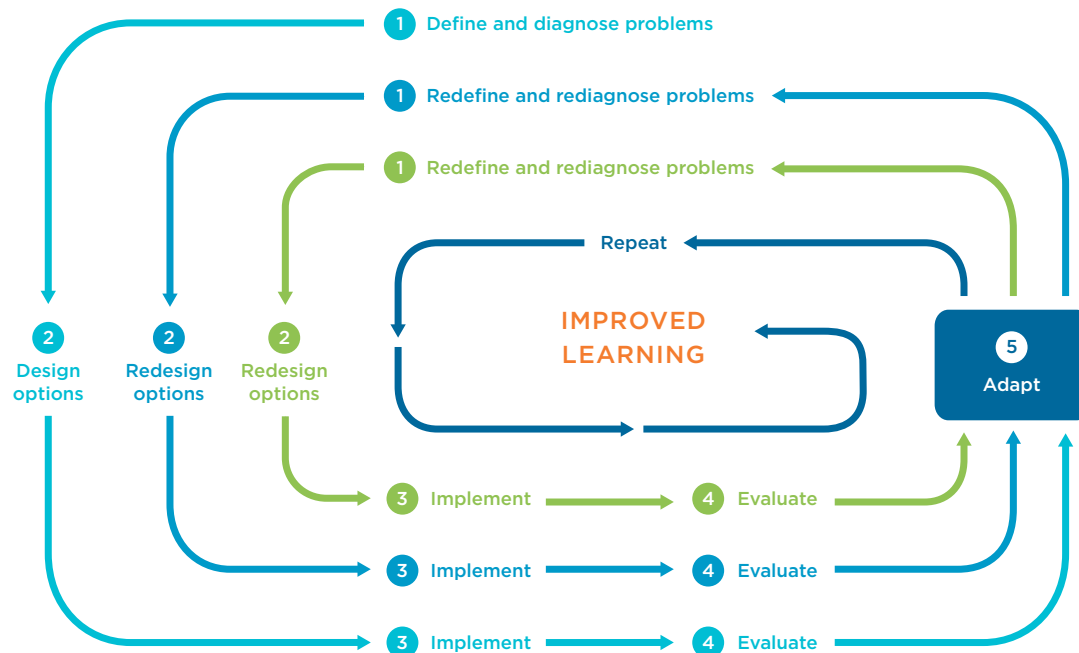 1 Define and diagnose problems
1 Redefine and rediagnose problems
1 Redefine and rediagnose problems
Repeat
IMPROVED
LEARNING
2
Design
options
2
Redesign
options
2
Redesign
options
5
Adapt
3 Implement
4 Evaluate
3 Implement
4 Evaluate
3 Implement
4 Evaluate